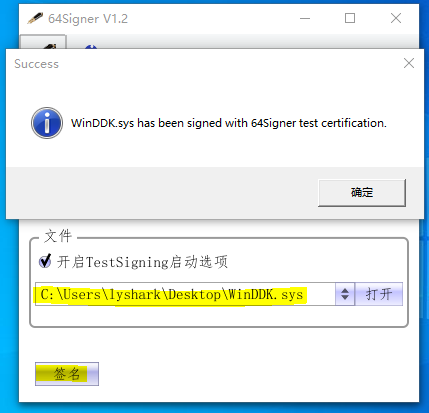 64Signer V1.2
Success
WinDDK.sys has been signed with 64Signer test certification.
确定
文件
开启TestSigning启动选项
C:\Users\lyshark\Desktop\WinDDK.sys
打开
签名